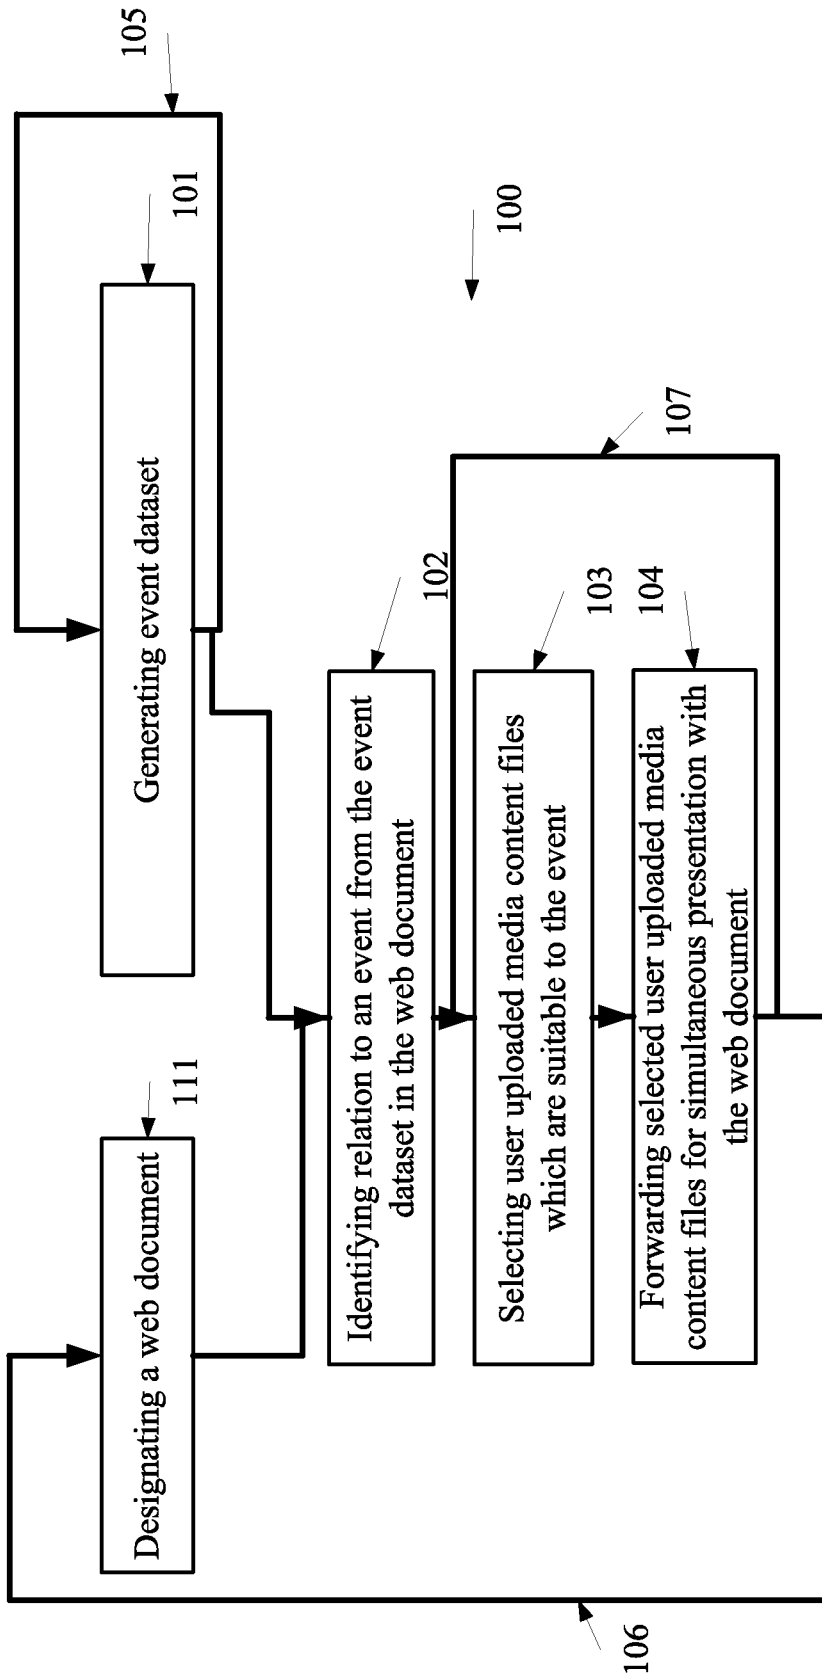 105
101
Generating event dataset
100
111
Designating a web document
107
102
Identifying relation to an event from the event
dataset in the web document
103
Selecting user uploaded media content files
which are suitable to the event
104
Forwarding selected user uploaded media
content files for simultaneous presentation with
the web document
106